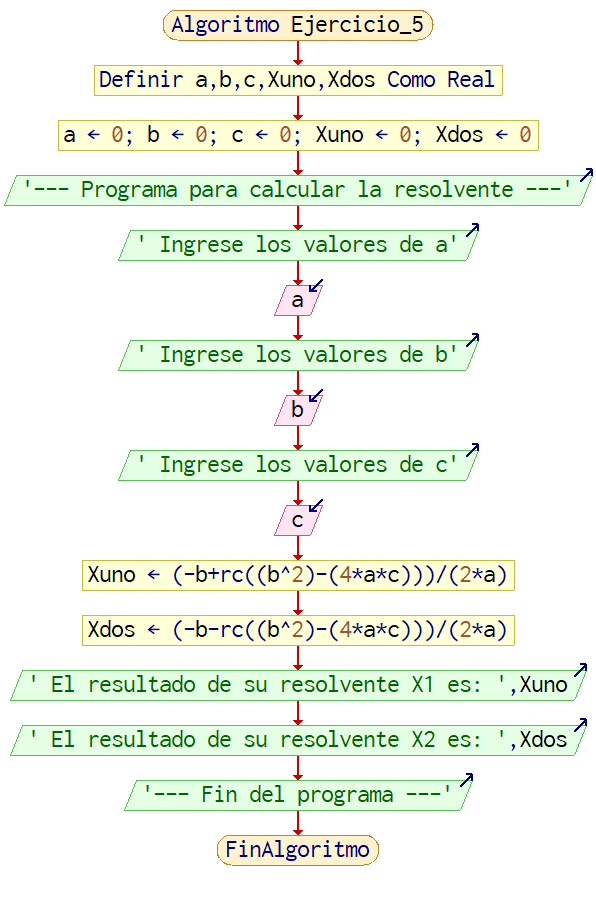 Algoritmo Ejercicio_5
Definir a,b,c,Xuno,Xdos Como Real
a ← 0; b ← 0; c ← 0; Xuno ← 0; Xdos ← 0
'--- Programa para calcular la resolvente ---'
' Ingrese los valores de a'
a
' Ingrese los valores de b'
b
' Ingrese los valores de c'
c
Xuno ← (-b+rc((b^2)-(4*a*c)))/(2*a)
Xdos ← (-b-rc((b^2)-(4*a*c)))/(2*a)
' El resultado de su resolvente X1 es: ',Xuno
' El resultado de su resolvente X2 es: ',Xdos
'--- Fin del programa ---'
FinAlgoritmo